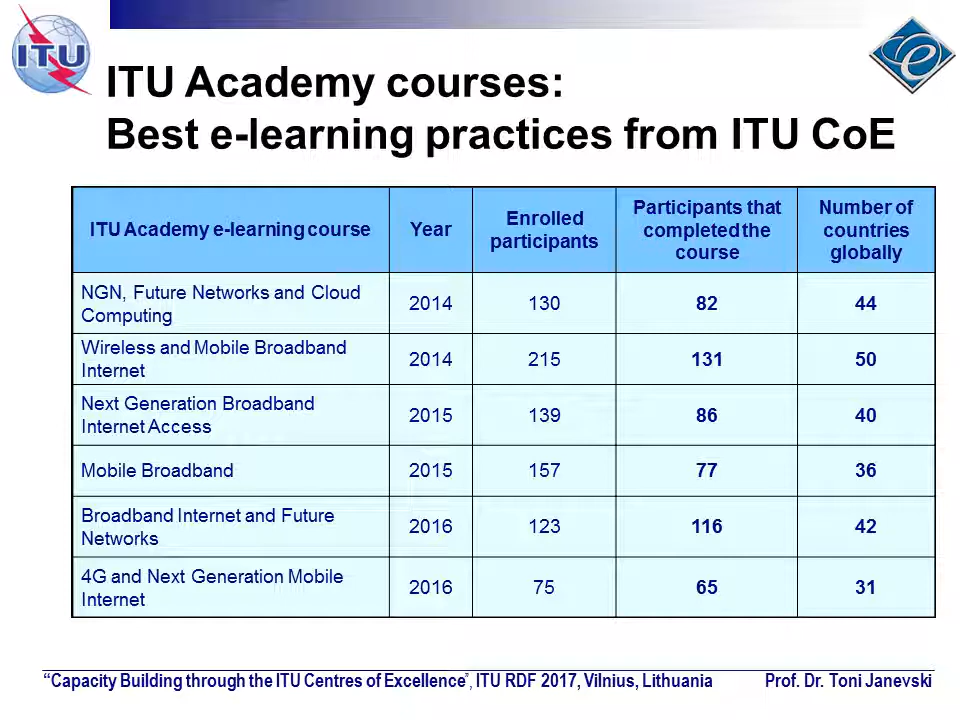 ITU
e
ITU Academy courses:
Best e-learning practices from ITU CoE
ITU Academy e-learning course
Year
Enrolled
participants
Participants that
completed the
course
Number of
countries
globally
NGN, Future Networks and Cloud
Computing
2014
130
82
44
Wireless and Mobile Broadband
Internet
2014
215
131
50
Next Generation Broadband
Internet Access
2015
139
86
40
Mobile Broadband
2015
157
77
36
Broadband Internet and Future
Networks
2016
123
116
42
4G and Next Generation Mobile
Internet
2016
75
65
31
“Capacity Building through the ITU Centres of Excellence”, ITU RDF 2017, Vilnius, Lithuania
Prof. Dr. Toni Janevski